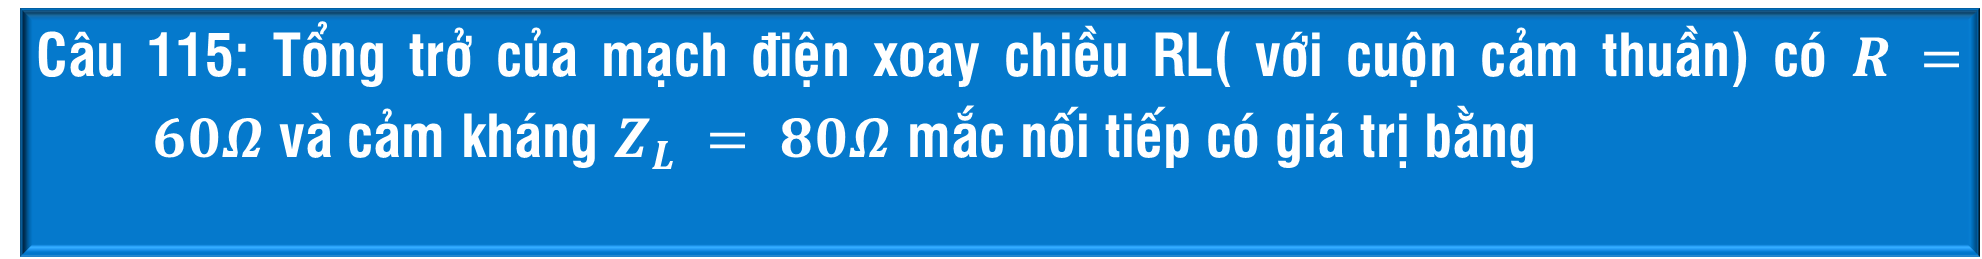 Câu 115: Tổng trở của mạch điện xoay chiều RL( với cuộn cảm thuần) có R =
60Ω và cảm kháng Z_L = 80Ω mắc nối tiếp có giá trị bằng